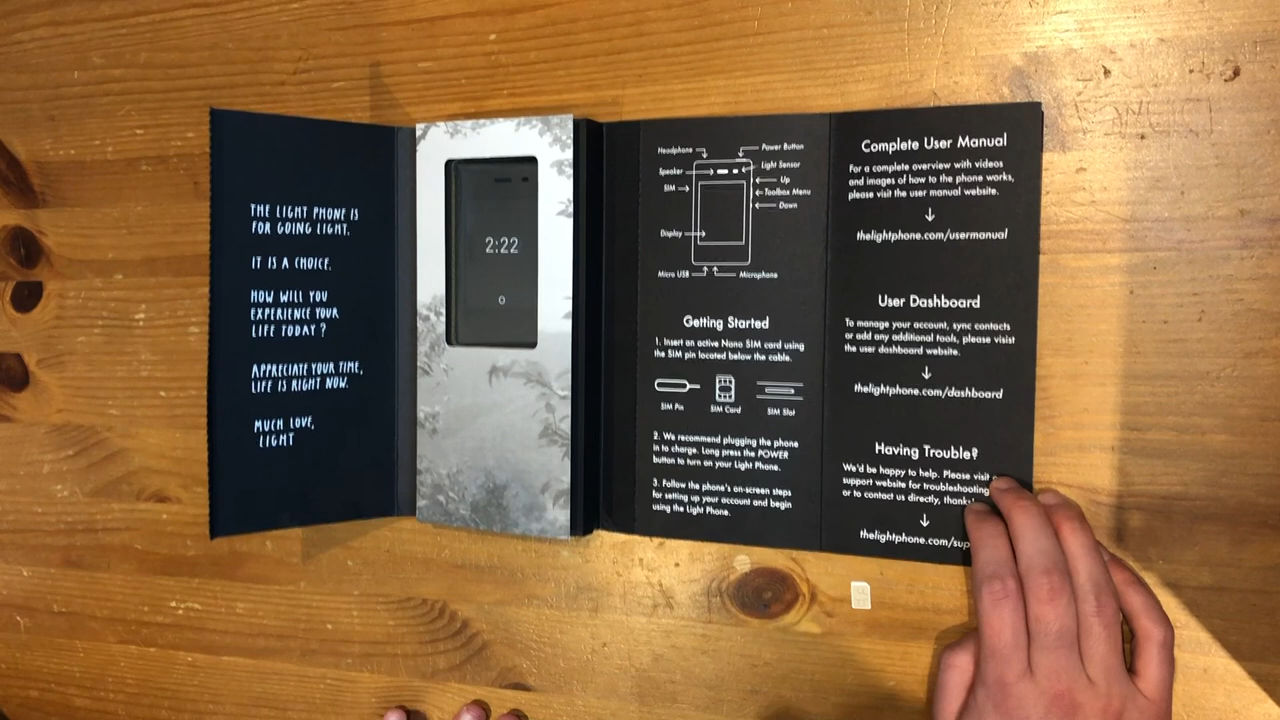 THE LIGHT PHONE IS
FOR GOING LIGHT.
IT IS A CHOICE.
HOW WILL YOU
EXPERIENCE YOUR
LIFE TODAY?
APPRECIATE YOUR TIME,
LIFE IS RIGHT NOW.
MUCH LOVE,
LIGHT
2:22
Headphone
Power Button
Speaker
Light Sensor
SIM
Up
Toolbox Menu
Down
Display
Micro USB
Microphone
Getting Started
1. Insert an active Nano SIM card using
the SIM pin located below the cable.
SIM Pin
SIM Card
SIM Slot
2. We recommend plugging the phone
in to charge. Long press the POWER
button to turn on your Light Phone.
3. Follow the phone's on-screen steps
for setting up your account and begin
using the Light Phone.
Complete User Manual
For a complete overview with videos
and images of how to the phone works,
please visit the user manual website.
thelightphone.com/usermanual
User Dashboard
To manage your account, sync contacts
or add any additional tools, please visist
the user dashboard website.
thelightphone.com/dashboard
Having Trouble?
We'd be happy to help. Please visit
support website for troubleshooting
or to contact us directly,
thelightphone.com/sup